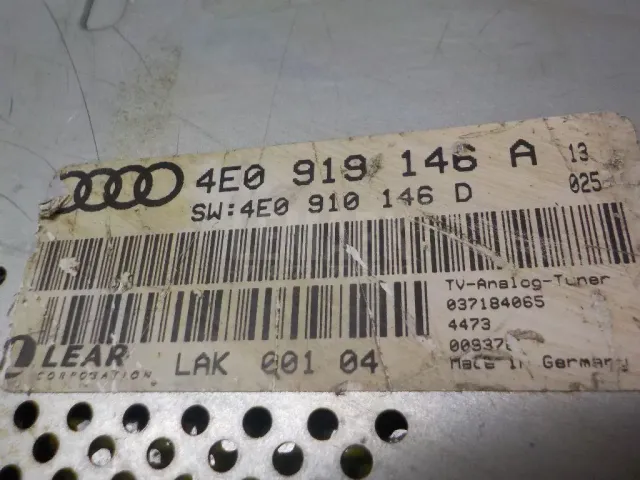 4E0 919 146 A 13
025
SW:4E0 910 146 D
TV-Analog-Tuner
037184065
4473
LEAR
CORPORATION
LAK 001 04
Made in Germany